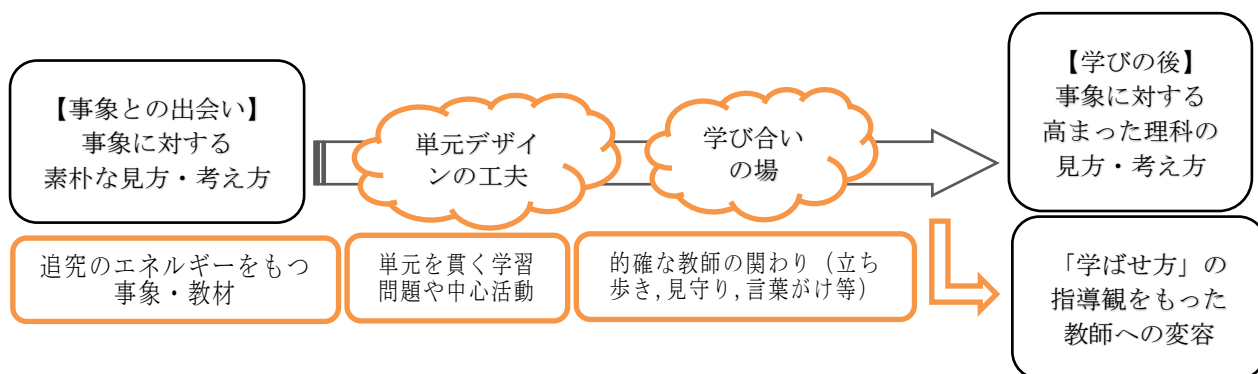 【事象との出会い】
事象に対する
素朴な見方・考え方
単元デザイ
ンの工夫
学び合い
の場
【学びの後】
事象に対する
高まった理科の
見方・考え方
追究のエネルギーをもつ
事象・教材
単元を貫く学習
問題や中心活動
的確な教師の関わり（立ち
歩き,見守り,言葉がけ等）
「学ばせ方」の
指導観をもった
教師への変容